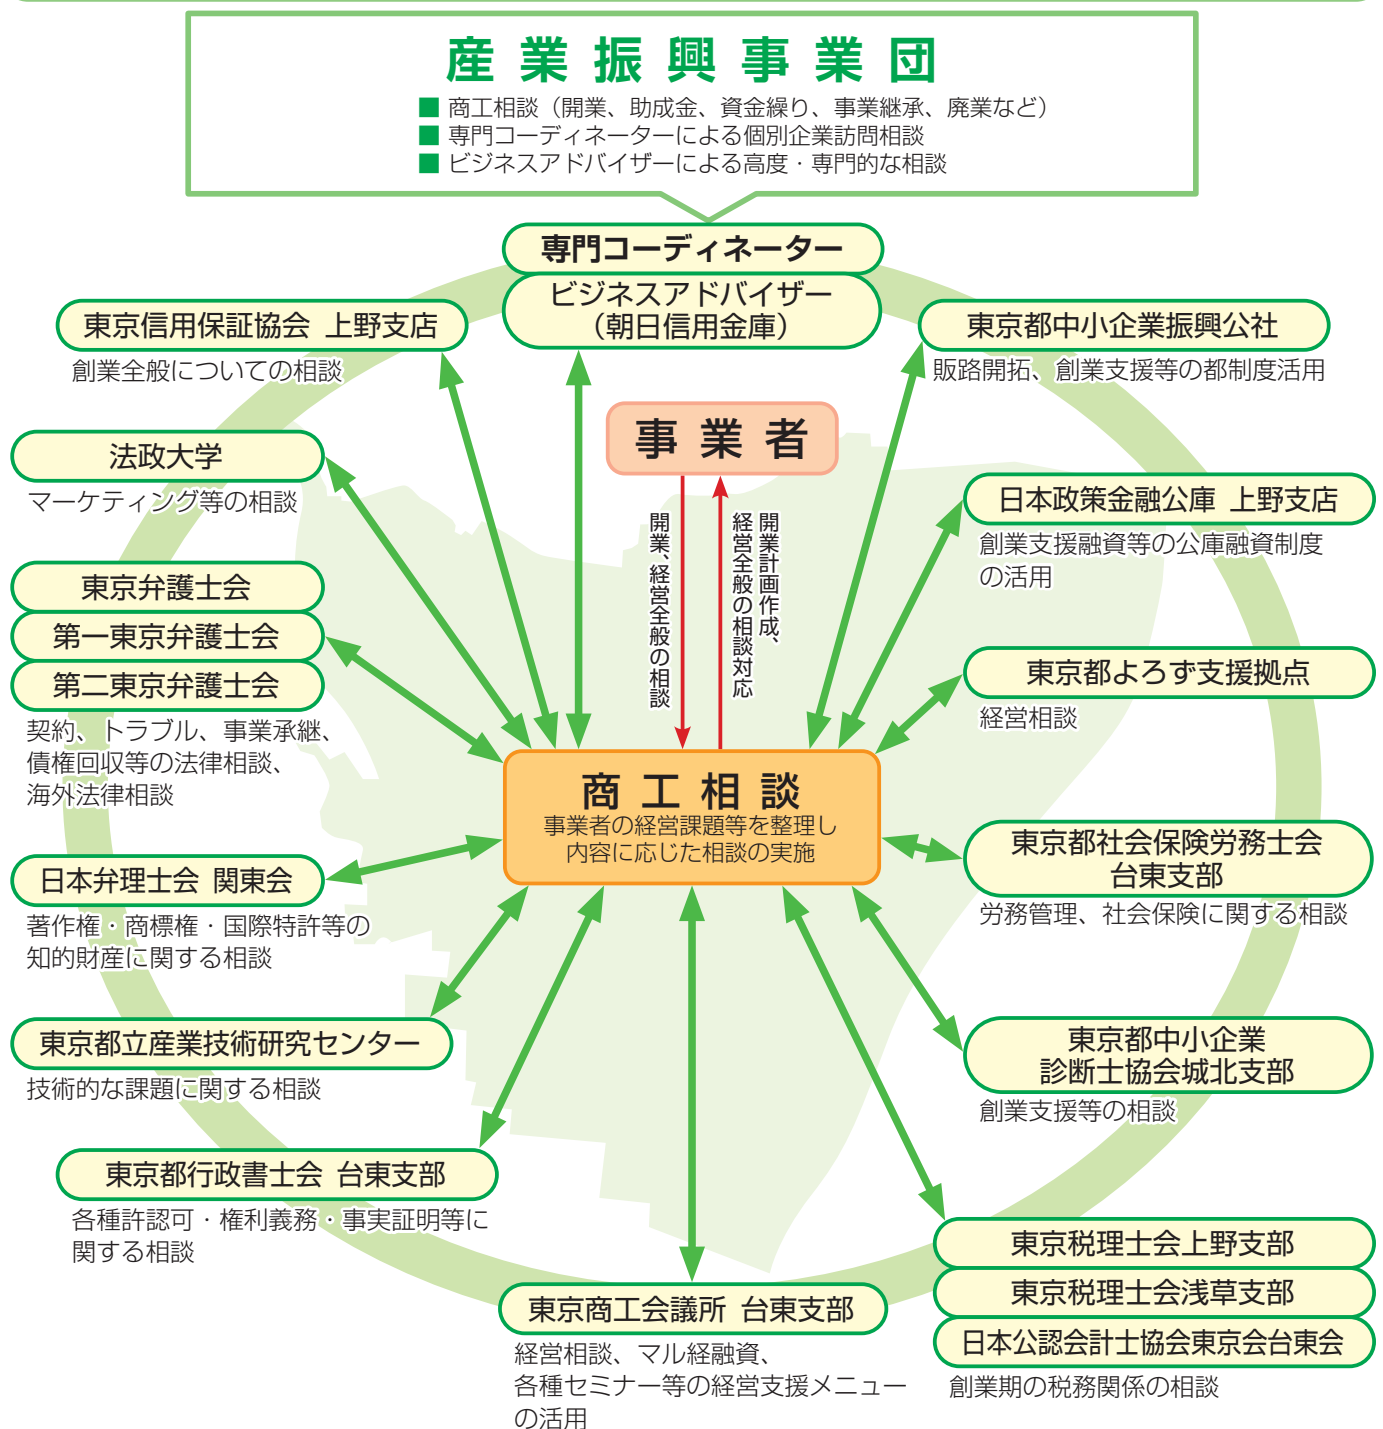 産業振興事業団
■ 商工相談（開業、助成金、資金繰り、事業継承、廃業など）
■ 専門コーディネーターによる個別企業訪問相談
■ ビジネスアドバイザーによる高度・専門的な相談
専門コーディネーター
ビジネスアドバイザー
（朝日信用金庫）
東京信用保証協会 上野支店
創業全般についての相談
東京都中小企業振興公社
販路開拓、創業支援等の都制度活用
事業者
法政大学
マーケティング等の相談
日本政策金融公庫 上野支店
創業支援融資等の公庫融資制度
の活用
開業、経営全般の相談
開業計画作成、
経営全般の相談対応
東京弁護士会
第一東京弁護士会
第二東京弁護士会
契約、トラブル、事業承継、
債権回収等の法律相談、
海外法律相談
東京都よろず支援拠点
経営相談
商工相談
事業者の経営課題等を整理し
内容に応じた相談の実施
東京都社会保険労務士会
台東支部
労務管理、社会保険に関する相談
日本弁理士会 関東会
著作権・商標権・国際特許等の
知的財産に関する相談
東京都立産業技術研究センター
技術的な課題に関する相談
東京都中小企業
診断士協会城北支部
創業支援等の相談
東京都行政書士会 台東支部
各種許認可・権利義務・事実証明等に
関する相談
東京商工会議所 台東支部
経営相談、マル経融資、
各種セミナー等の経営支援メニュー
の活用
東京税理士会上野支部
東京税理士会浅草支部
日本公認会計士協会東京会台東会
創業期の税務関係の相談